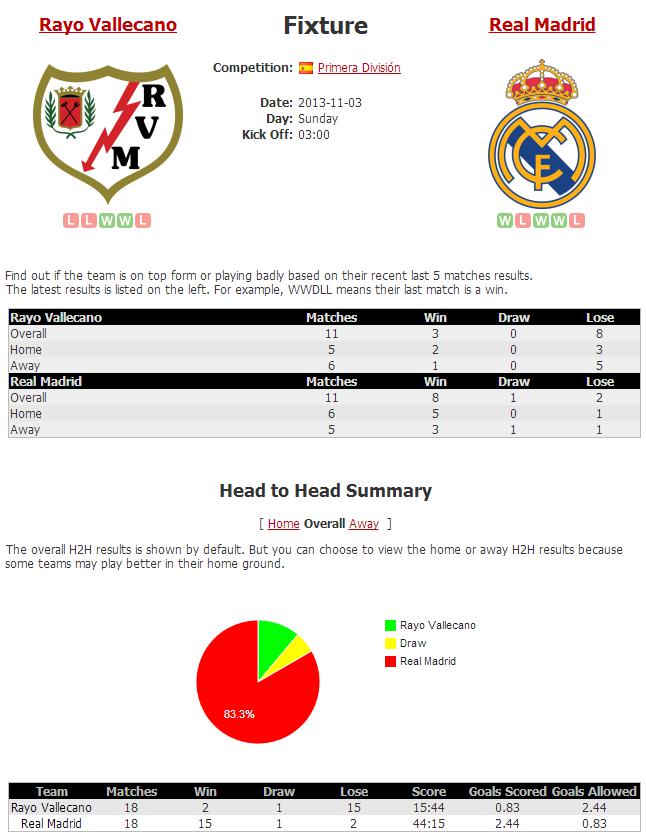 Rayo Vallecano
Fixture
Real Madrid
Competition: Primera División
Date: 2013-11-03
Day: Sunday
Kick Off: 03:00
R
V
M
L L W W L
W L W W L
Find out if the team is on top form or playing badly based on their recent last 5 matches results.
The latest results is listed on the left. For example, WWDLL means their last match is a win.
Rayo Vallecano Matches Win Draw Lose
Overall 11 3 0 8
Home 5 2 0 3
Away 6 1 0 5
Real Madrid Matches Win Draw Lose
Overall 11 8 1 2
Home 6 5 0 1
Away 5 3 1 1
Head to Head Summary
[ Home Overall Away ]
The overall H2H results is shown by default. But you can choose to view the home or away H2H results because
some teams may play better in their home ground.
Rayo Vallecano
Draw
Real Madrid
83.3%
Team Matches Win Draw Lose Score Goals Scored Goals Allowed
Rayo Vallecano 18 2 1 15 15:44 0.83 2.44
Real Madrid 18 15 1 2 44:15 2.44 0.83